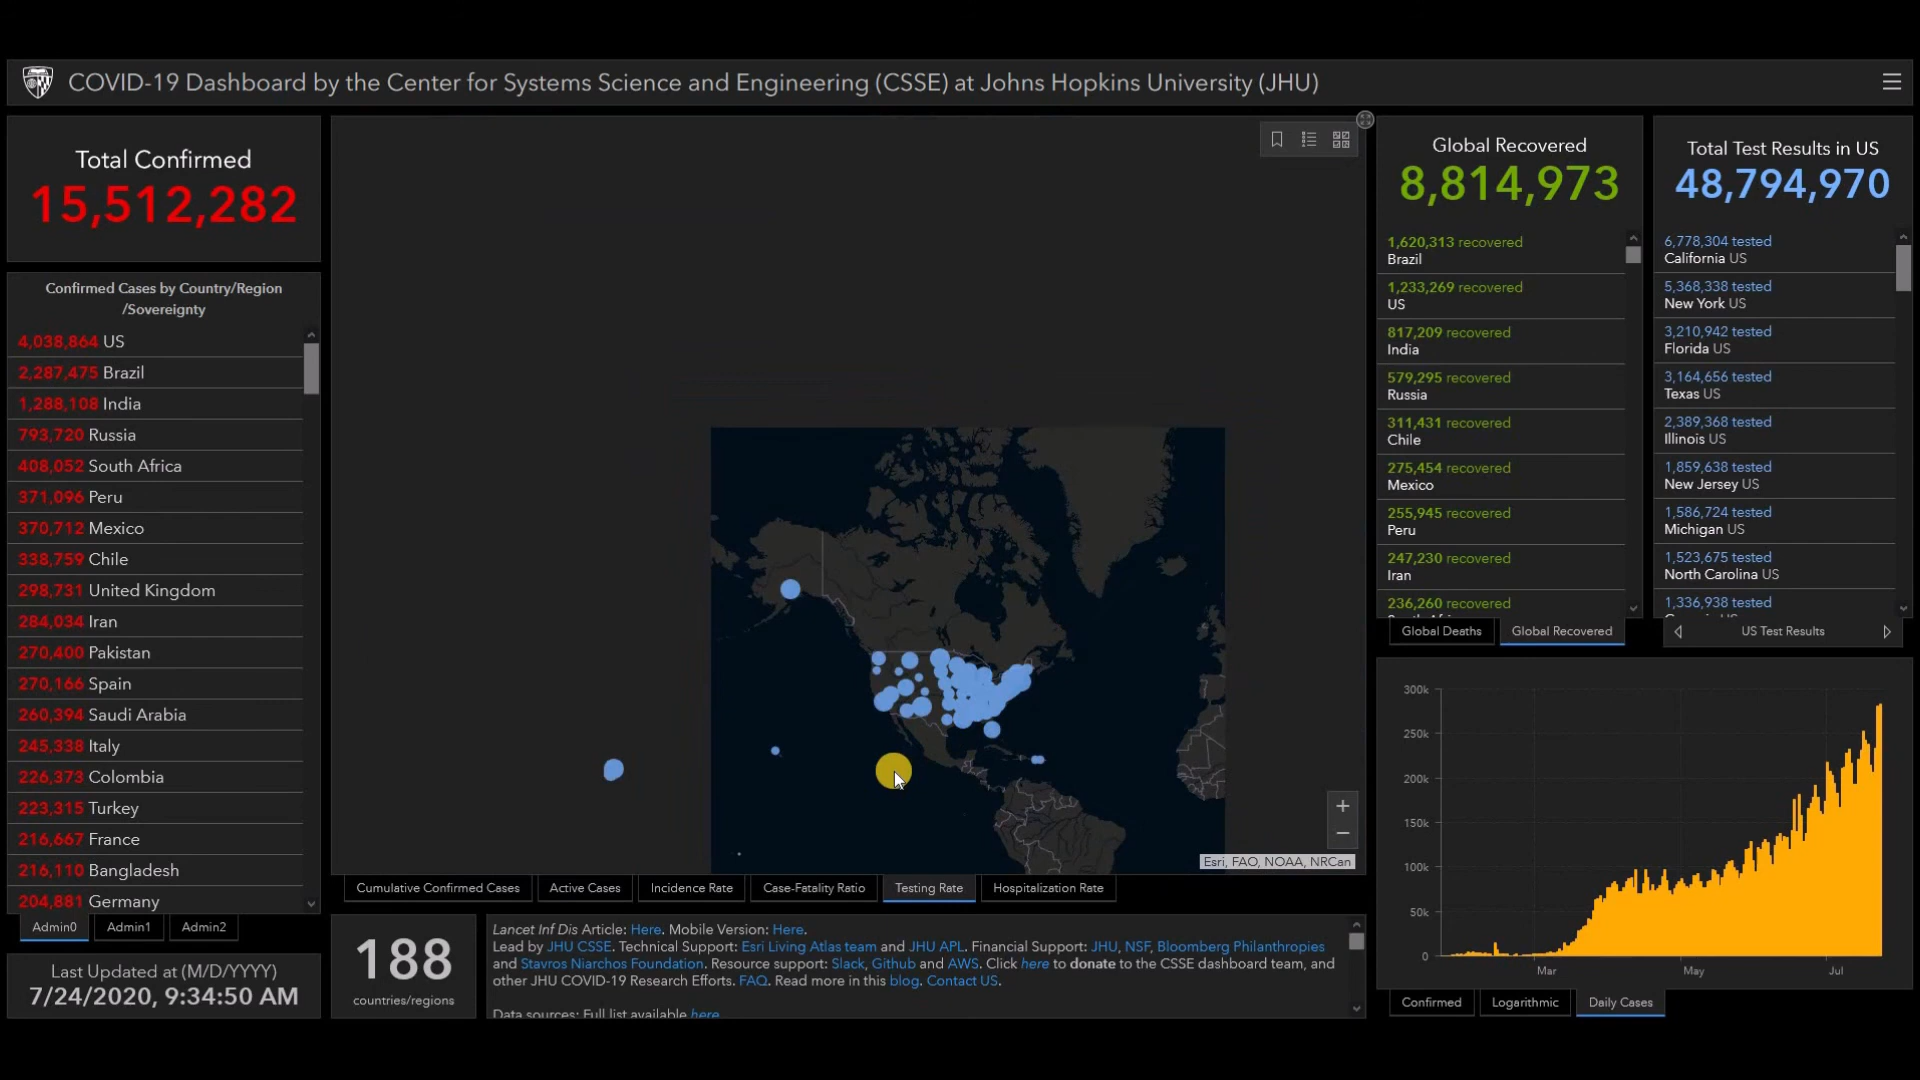 COVID-19 Dashboard by the Center for Systems Science and Engineering (CSSE) at Johns Hopkins University (JHU)
Total Confirmed
15,512,282
Confirmed Cases by Country/Region
/Sovereignty
4,038,864 US
2,287,475 Brazil
1,288,108 India
793,720 Russia
408,052 South Africa
371,096 Peru
370,712 Mexico
338,759 Chile
298,731 United Kingdom
284,034 Iran
270,400 Pakistan
270,166 Spain
260,394 Saudi Arabia
245,338 Italy
226,373 Colombia
223,315 Turkey
216,667 France
216,110 Bangladesh
204,881 Germany
Admin0
Admin1
Admin2
Last Updated at (M/D/YYYY)
7/24/2020, 9:34:50 AM
Esri, FAO, NOAA, NRCan
Cumulative Confirmed Cases
Active Cases
Incidence Rate
Case-Fatality Ratio
Testing Rate
Hospitalization Rate
188
countries/regions
Lancet Inf Dis Article: Here. Mobile Version: Here.
Lead by JHU CSSE. Technical Support: Esri Living Atlas team and JHU APL. Financial Support: JHU, NSF, Bloomberg Philanthropies
and Stavros Niarchos Foundation. Resource support: Slack, Github and AWS. Click here to donate to the CSSE dashboard team, and
other JHU COVID-19 Research Efforts. FAQ. Read more in this blog. Contact US.
Data sources: Full list available here
Global Recovered
8,814,973
1,620,313 recovered
Brazil
1,233,269 recovered
US
817,209 recovered
India
579,295 recovered
Russia
311,431 recovered
Chile
275,454 recovered
Mexico
255,945 recovered
Peru
247,230 recovered
Iran
236,260 recovered
Global Deaths
Global Recovered
Total Test Results in US
48,794,970
6,778,304 tested
California US
5,368,338 tested
New York US
3,210,942 tested
Florida US
3,164,656 tested
Texas US
2,389,368 tested
Illinois US
1,859,638 tested
New Jersey US
1,586,724 tested
Michigan US
1,523,675 tested
North Carolina US
1,336,938 tested
US Test Results
300k
250k
200k
150k
100k
50k
0
Mar
May
Jul
Confirmed
Logarithmic
Daily Cases